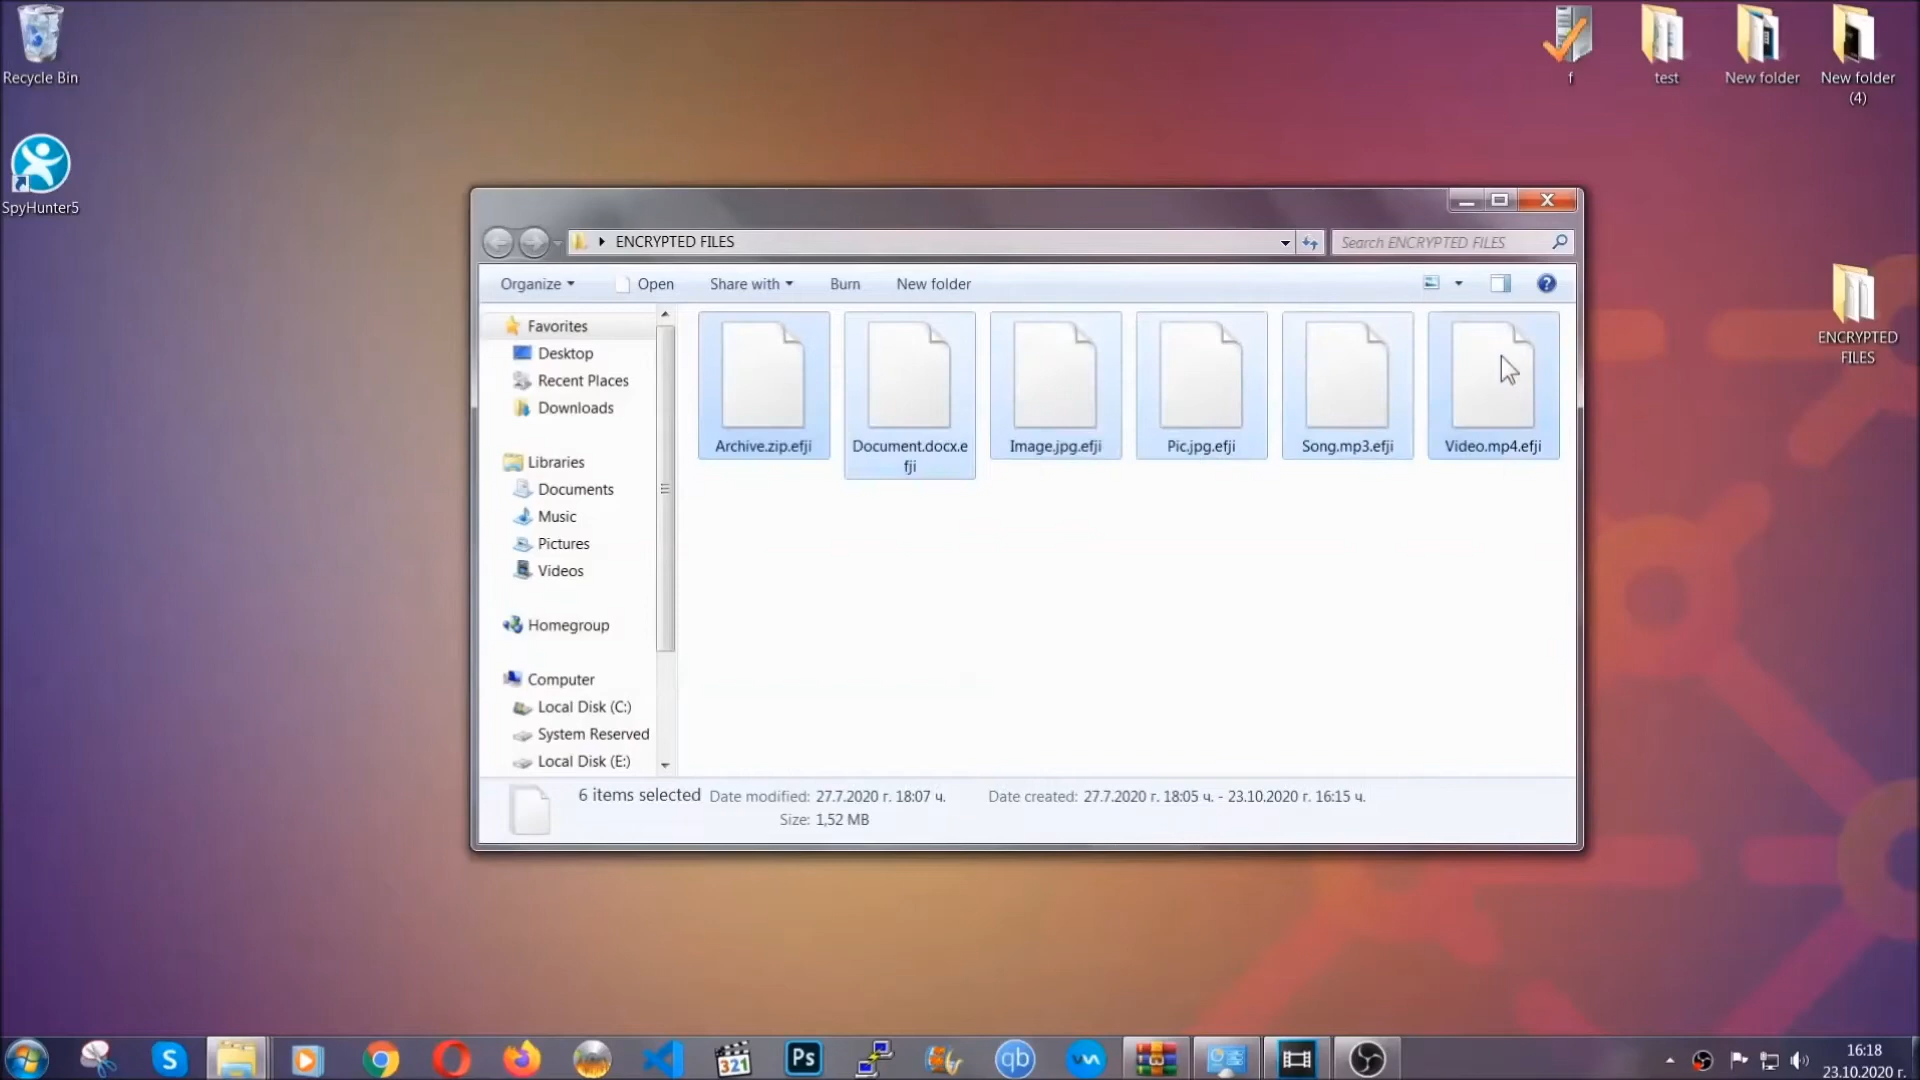 Recycle Bin
SpyHunter5
f
test
New folder
New folder
(4)
ENCRYPTED
FILES
ENCRYPTED FILES
Search ENCRYPTED FILES
Organize
Open
Share with
Burn
New folder
Favorites
Desktop
Recent Places
Downloads
Libraries
Documents
Music
Pictures
Videos
Homegroup
Computer
Local Disk (C:)
System Reserved
Local Disk (E:)
Archive.zip.efji
Document.docx.e
fji
Image.jpg.efji
Pic.jpg.efji
Song.mp3.efji
Video.mp4.efji
6 items selected Date modified: 27.7.2020 г. 18:07 ч. Date created: 27.7.2020 г. 18:05 ч. - 23.10.2020 г. 16:15 ч.
Size: 1,52 MB
S
321
Ps
qb
16:18
23.10.2020 г.